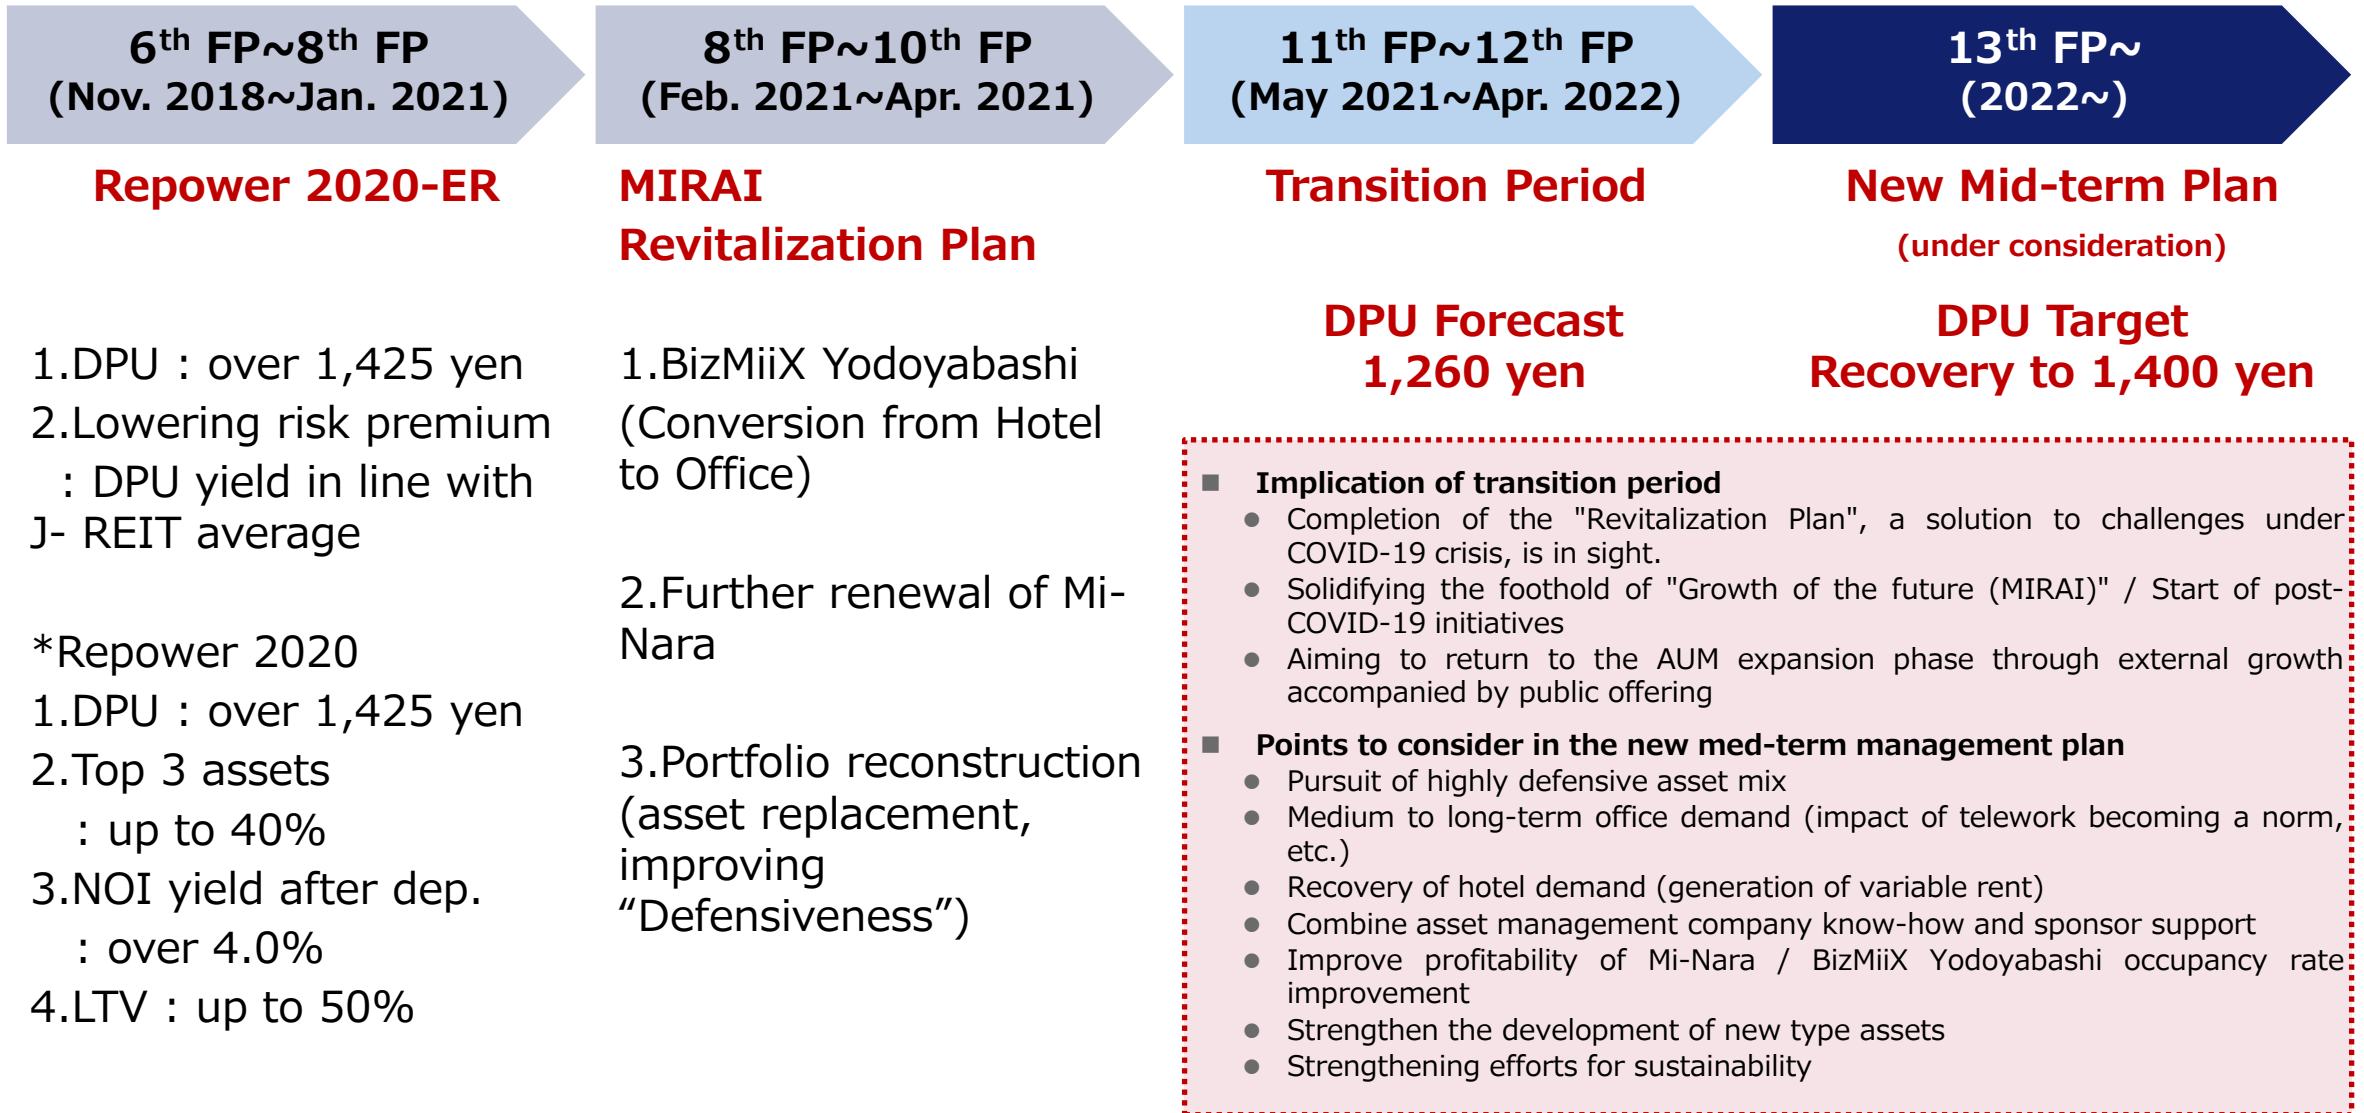 6th FP~8th FP
(Nov. 2018~Jan. 2021)
Repower 2020-ER
1.DPU : over 1,425 yen
2.Lowering risk premium
: DPU yield in line with
J- REIT average
*Repower 2020
1.DPU : over 1,425 yen
2.Top 3 assets
: up to 40%
3.NOI yield after dep.
: over 4.0%
4.LTV : up to 50%
8th FP~10th FP
(Feb. 2021~Apr. 2021)
MIRAI
Revitalization Plan
1.BizMiiX Yodoyabashi
(Conversion from Hotel
to Office)
2.Further renewal of Mi-
Nara
3.Portfolio reconstruction
(asset replacement,
improving
“Defensiveness”)
11th FP~12th FP
(May 2021~Apr. 2022)
Transition Period
DPU Forecast
1,260 yen
13th FP~
(2022~)
New Mid-term Plan
(under consideration)
DPU Target
Recovery to 1,400 yen
■ Implication of transition period
● Completion of the "Revitalization Plan", a solution to challenges under
COVID-19 crisis, is in sight.
● Solidifying the foothold of "Growth of the future (MIRAI)" / Start of post-
COVID-19 initiatives
● Aiming to return to the AUM expansion phase through external growth
accompanied by public offering
■ Points to consider in the new med-term management plan
● Pursuit of highly defensive asset mix
● Medium to long-term office demand (impact of telework becoming a norm,
etc.)
● Recovery of hotel demand (generation of variable rent)
● Combine asset management company know-how and sponsor support
● Improve profitability of Mi-Nara / BizMiiX Yodoyabashi occupancy rate
improvement
● Strengthen the development of new type assets
● Strengthening efforts for sustainability